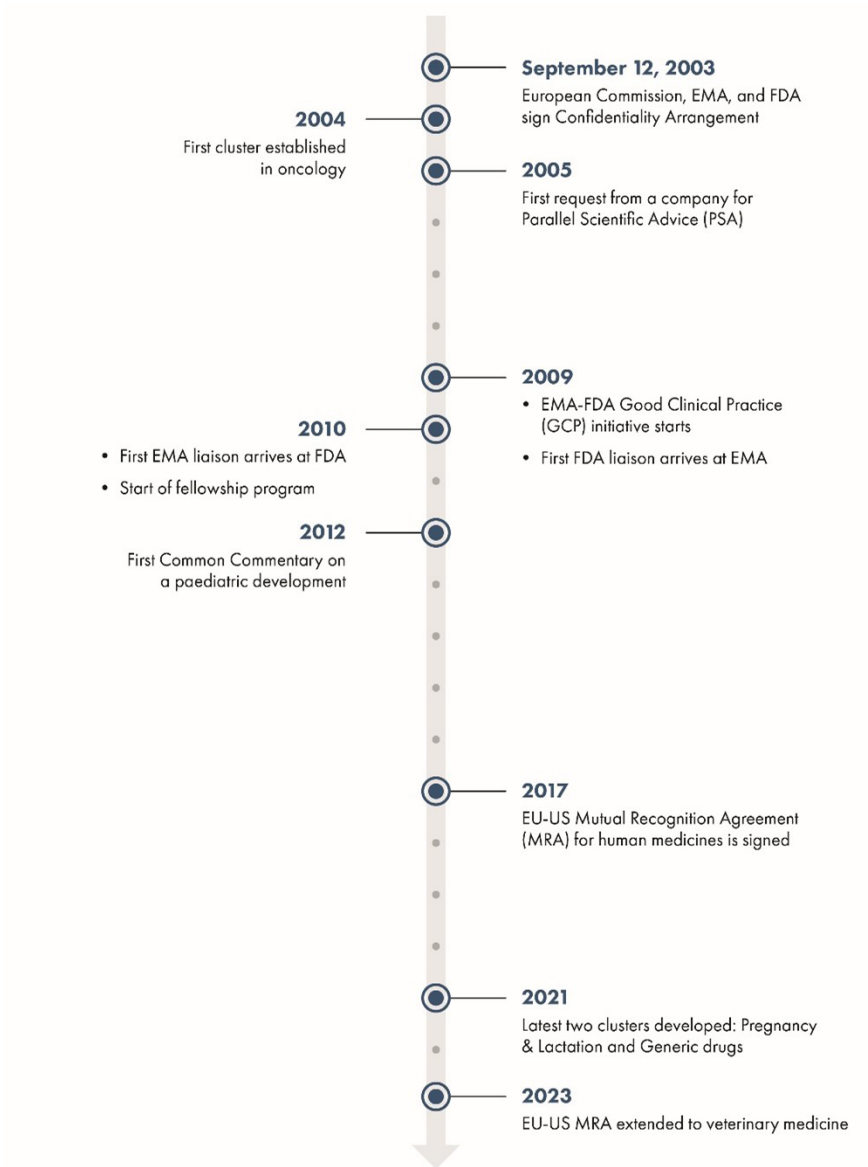 September 12, 2003
European Commission, EMA, and FDA
sign Confidentiality Arrangement
2004
First cluster established
in oncology
2005
First request from a company for
Parallel Scientific Advice (PSA)
2009
• EMA-FDA Good Clinical Practice
(GCP) initiative starts
• First FDA liaison arrives at EMA
2010
• First EMA liaison arrives at FDA
• Start of fellowship program
2012
First Common Commentary on
a paediatric development
2017
EU-US Mutual Recognition Agreement
(MRA) for human medicines is signed
2021
Latest two clusters developed: Pregnancy
& Lactation and Generic drugs
2023
EU-US MRA extended to veterinary medicine